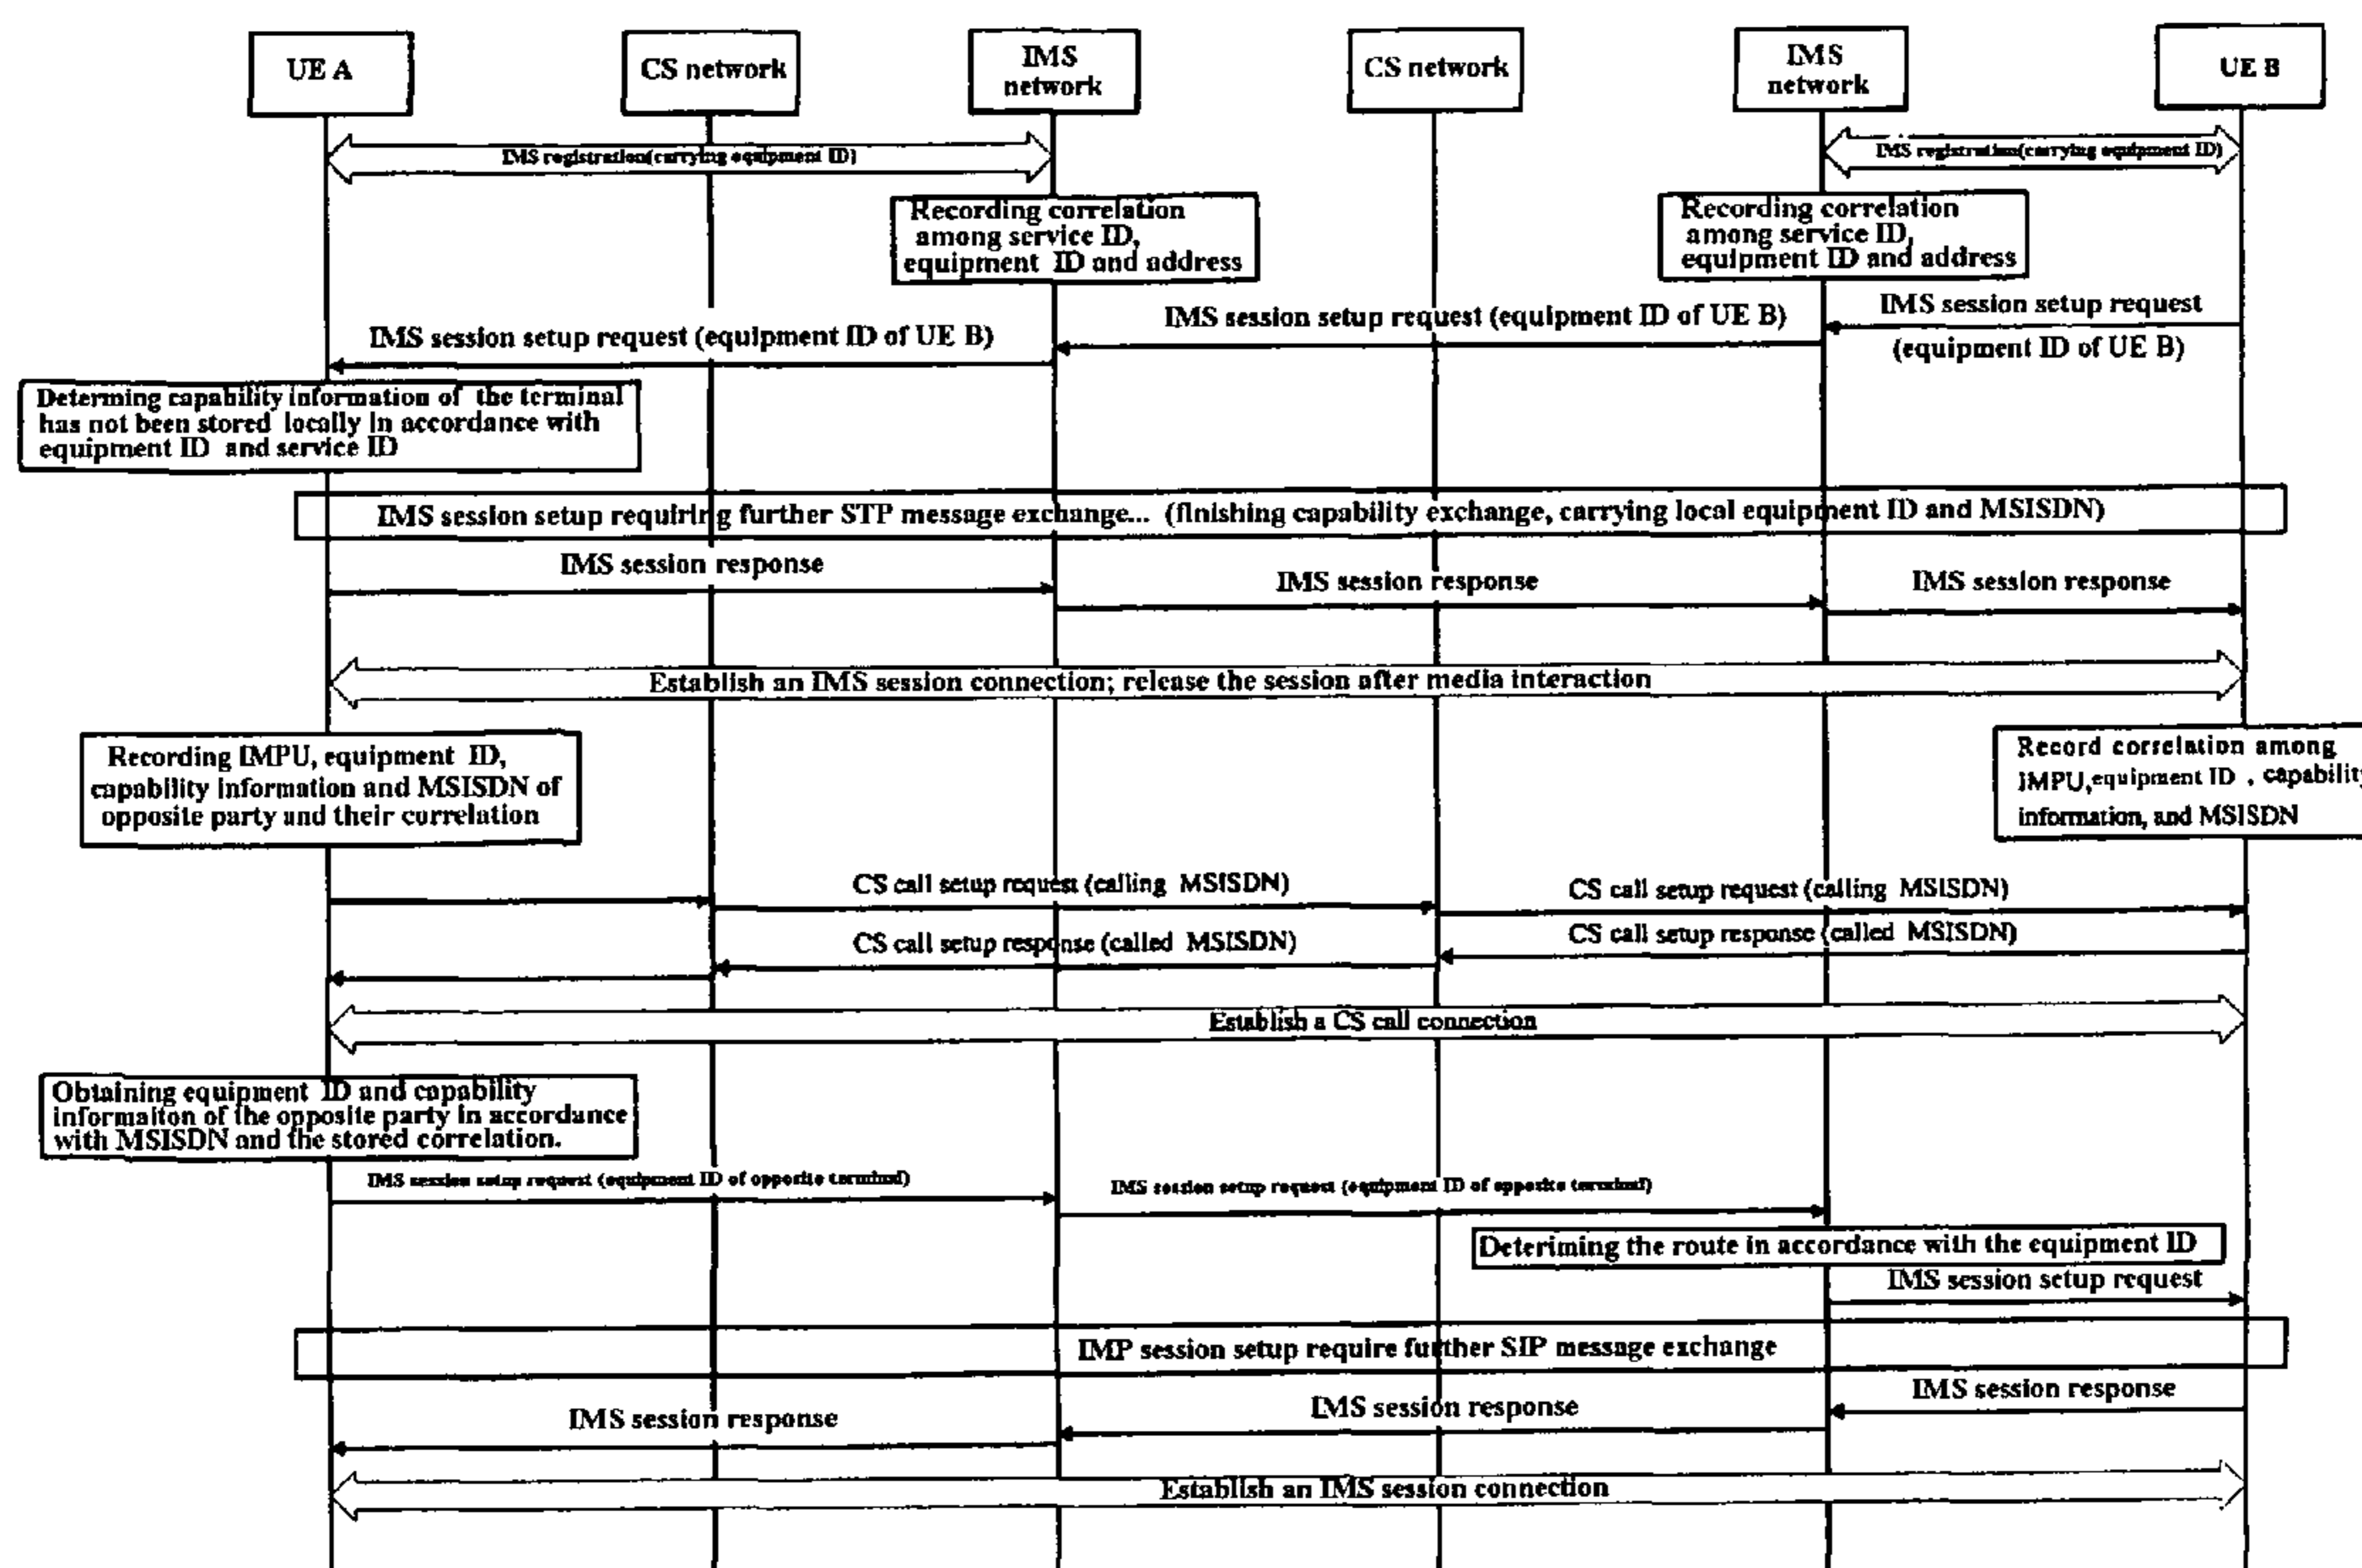 UE A
CS network
IMS
network
CS network
IMS
network
UE B
IMS registration(carrying equipment ID)
IMS registration(carrying equipment ID)
Recording correlation
among service ID,
equipment ID and address
Recording correlation
among service ID,
equipment ID and address
IMS session setup request
(equipment ID of UE B)
IMS session setup request (equipment ID of UE B)
IMS session setup request (equipment ID of UE B)
Determing capability information of the terminal
has not been stored locally in accordance with
equipment ID and service ID
IMS session setup requiring further STP message exchange... (finishing capability exchange, carrying local equipment ID and MSISDN)
IMS session response
IMS session response
IMS session response
Establish an IMS session connection; release the session after media interaction
Recording IMPU, equipment ID,
capability information and MSISDN of
opposite party and their correlation
Record correlation among
IMPU,equipment ID , capability
information, and MSISDN
CS call setup request (calling MSISDN)
CS call setup request (calling MSISDN)
CS call setup response (called MSISDN)
CS call setup response (called MSISDN)
Establish a CS call connection
Obtaining equipment ID and capability
informaiton of the opposite party in accordance
with MSISDN and the stored correlation.
IMS session setup request (equipment ID of opposite terminal)
IMS session setup request (equipment ID of opposite terminal)
Deteriming the route in accordance with the equipment ID
IMS session setup request
IMP session setup require further SIP message exchange
IMS session response
IMS session response
IMS session response
Establish an IMS session connection